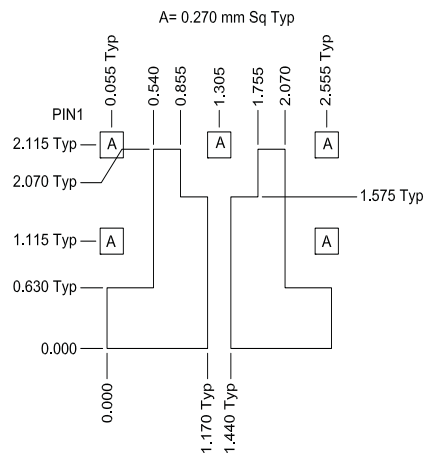 A= 0.270 mm Sq Typ
0.055 Typ
0.540
0.855
1.305
1.755
2.070
2.555 Typ
PIN1
2.115 Typ
A
A
A
2.070 Typ
1.575 Typ
1.115 Typ
A
A
0.630 Typ
0.000
0.000
1.170 Typ
1.440 Typ